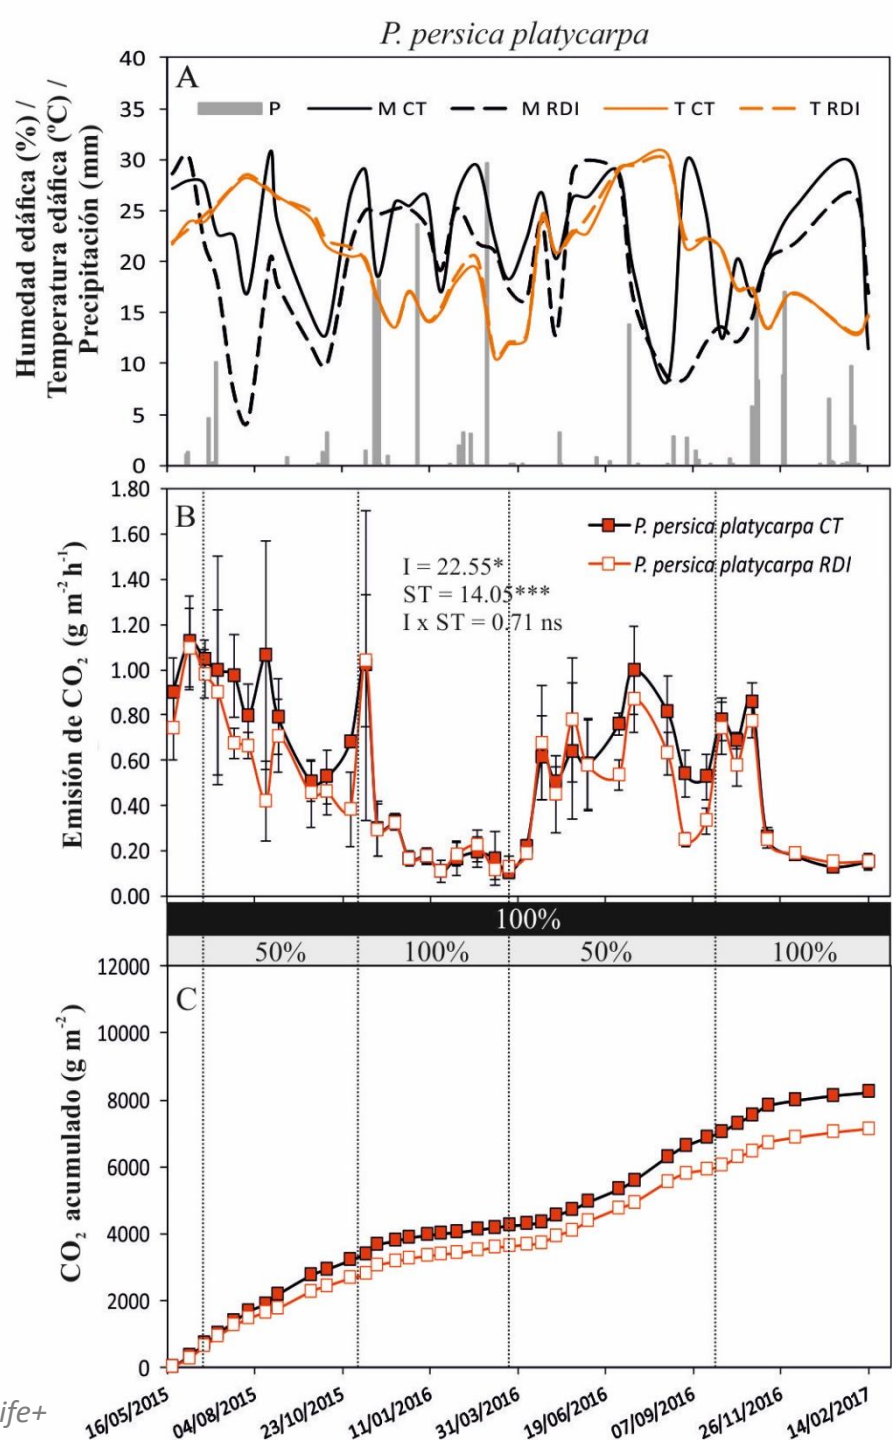 P. persica platycarpa
A
P M CT M RDI T CT T RDI
Humedad edáfica (%) /
Temperatura edáfica (ºC) /
Precipitación (mm)
40
35
30
25
20
15
10
5
0
B
P. persica platycarpa CT
P. persica platycarpa RDI
I = 22.55*
ST = 14.05***
I x ST = 0.71 ns
Emisión de CO₂ (g m⁻² h⁻¹)
1.80
1.60
1.40
1.20
1.00
0.80
0.60
0.40
0.20
0.00
100%
50% 100% 50% 100%
C
CO₂ acumulado (g m⁻²)
12000
10000
8000
6000
4000
2000
0
16/05/2015 04/08/2015 23/10/2015 11/01/2016 31/03/2016 19/06/2016 07/09/2016 26/11/2016 14/02/2017
ife+